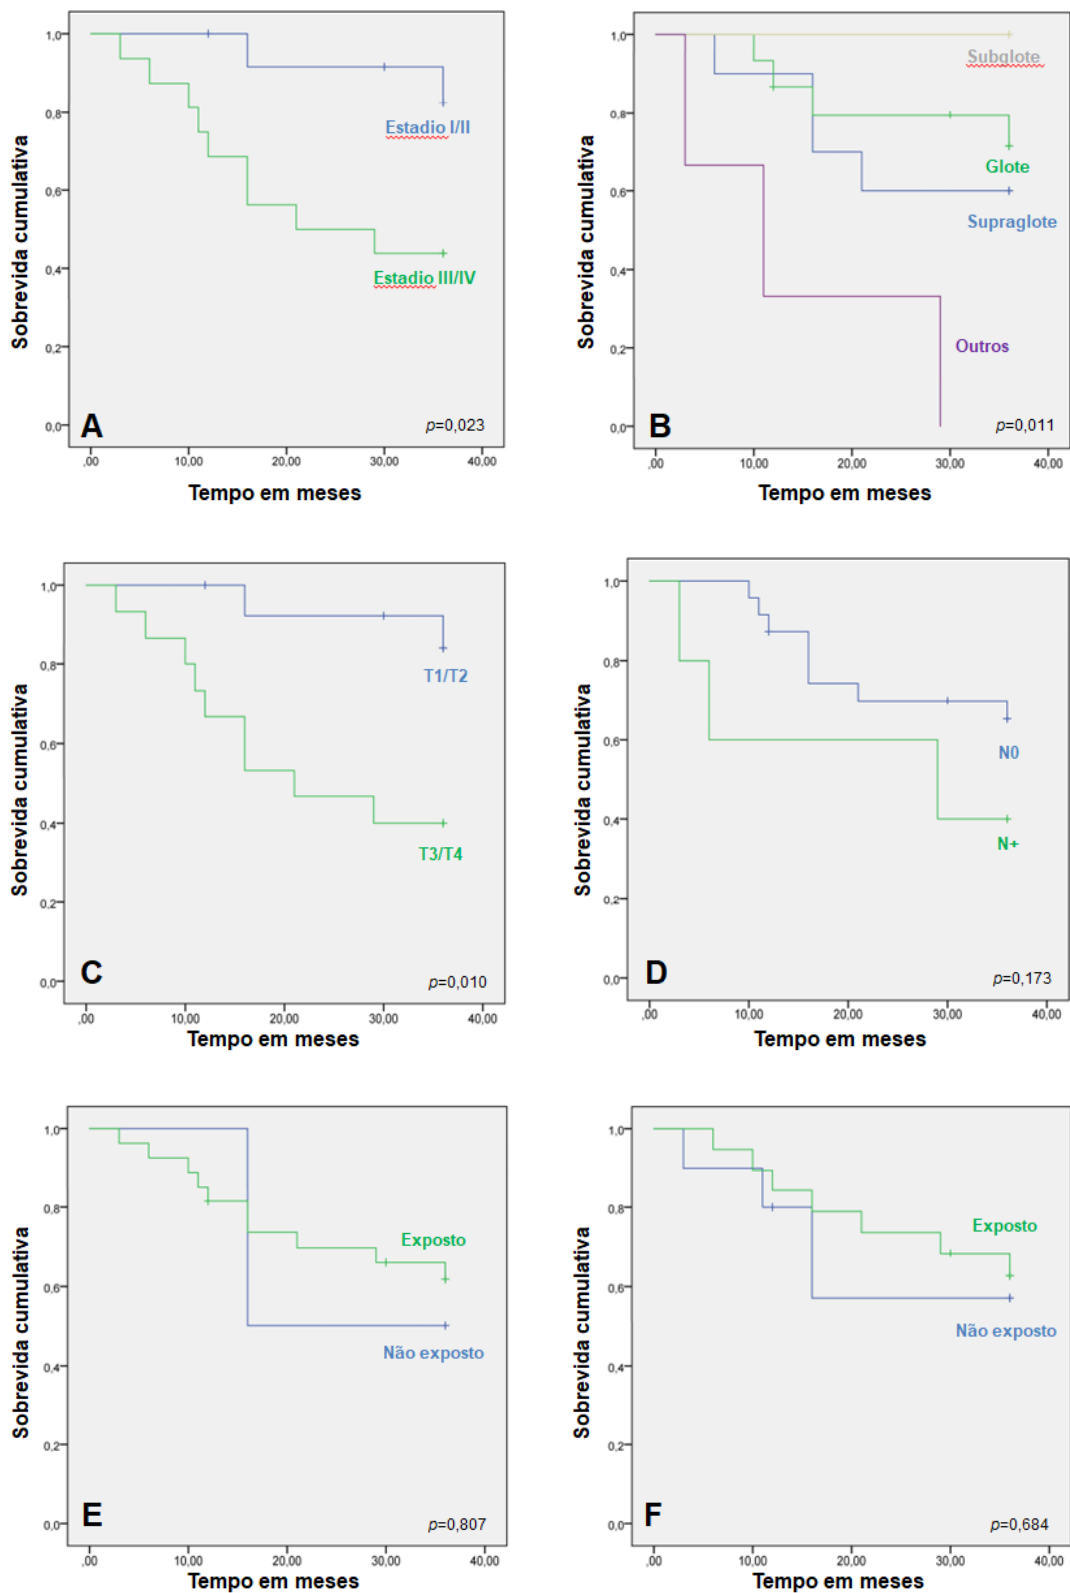 1,0
0,8
0,6
0,4
0,2
0,0
Sobrevida cumulativa
Estadio I/II
Estadio III/IV
A
p=0,023
,00 10,00 20,00 30,00 40,00
Tempo em meses
1,0
0,8
0,6
0,4
0,2
0,0
Sobrevida cumulativa
Subglote
Glote
Supraglote
Outros
B
p=0,011
,00 10,00 20,00 30,00 40,00
Tempo em meses
1,0
0,8
0,6
0,4
0,2
0,0
Sobrevida cumulativa
T1/T2
T3/T4
C
p=0,010
,00 10,00 20,00 30,00 40,00
Tempo em meses
1,0
0,8
0,6
0,4
0,2
0,0
Sobrevida cumulativa
N0
N+
D
p=0,173
,00 10,00 20,00 30,00 40,00
Tempo em meses
1,0
0,8
0,6
0,4
0,2
0,0
Sobrevida cumulativa
Exposto
Não exposto
E
p=0,807
,00 10,00 20,00 30,00 40,00
Tempo em meses
1,0
0,8
0,6
0,4
0,2
0,0
Sobrevida cumulativa
Exposto
Não exposto
F
p=0,684
,00 10,00 20,00 30,00 40,00
Tempo em meses